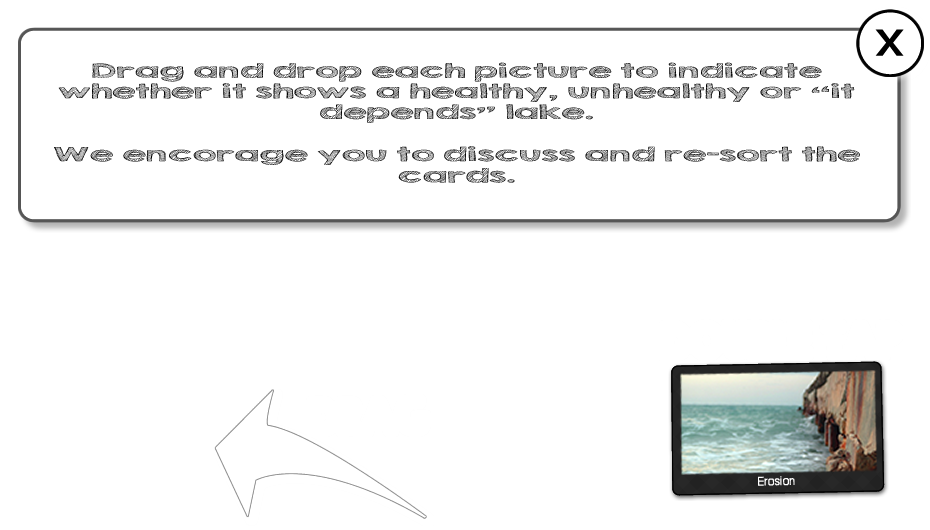 X
Drag and drop each picture to indicate
whether it shows a healthy, unhealthy or “it
depends” lake.
We encorage you to discuss and re-sort the
cards.
Erosion